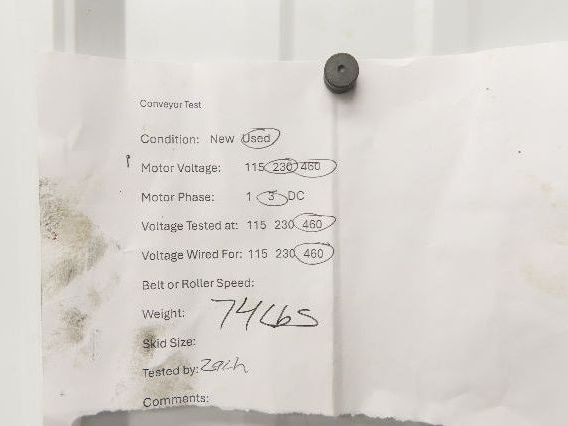 Conveyor Test
Condition: New Used
Motor Voltage: 115 230 460
Motor Phase: 1 3 DC
Voltage Tested at: 115 230 460
Voltage Wired For: 115 230 460
Belt or Roller Speed:
Weight: 74 Lbs
Skid Size:
Tested by: Zach
Comments: